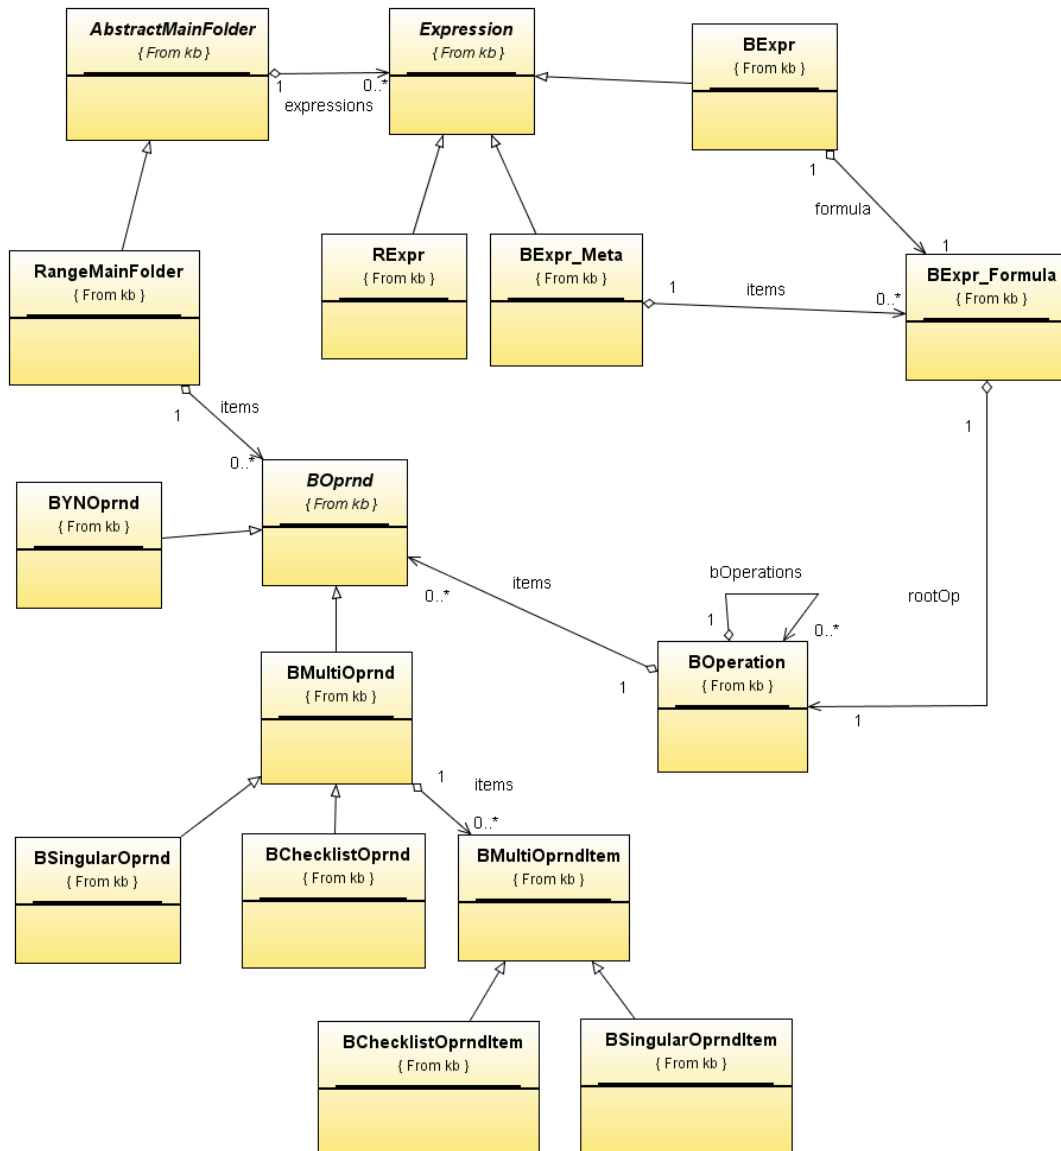 AbstractMainFolder
{ From kb }
Expression
{ From kb }
BExpr
{ From kb }
1
0..*
expressions
1
formula
1
RExpr
{ From kb }
BExpr_Meta
{ From kb }
RangeMainFolder
{ From kb }
BExpr_Formula
{ From kb }
1
items
0..*
1
items
0..*
1
BOprnd
{ From kb }
BYNOprnd
{ From kb }
0..*
items
1
bOperations
1
0..*
rootOp
BOperation
{ From kb }
1
BMultiOprnd
{ From kb }
1
items
0..*
BSingularOprnd
{ From kb }
BChecklistOprnd
{ From kb }
BMultiOprndItem
{ From kb }
BChecklistOprndItem
{ From kb }
BSingularOprndItem
{ From kb }